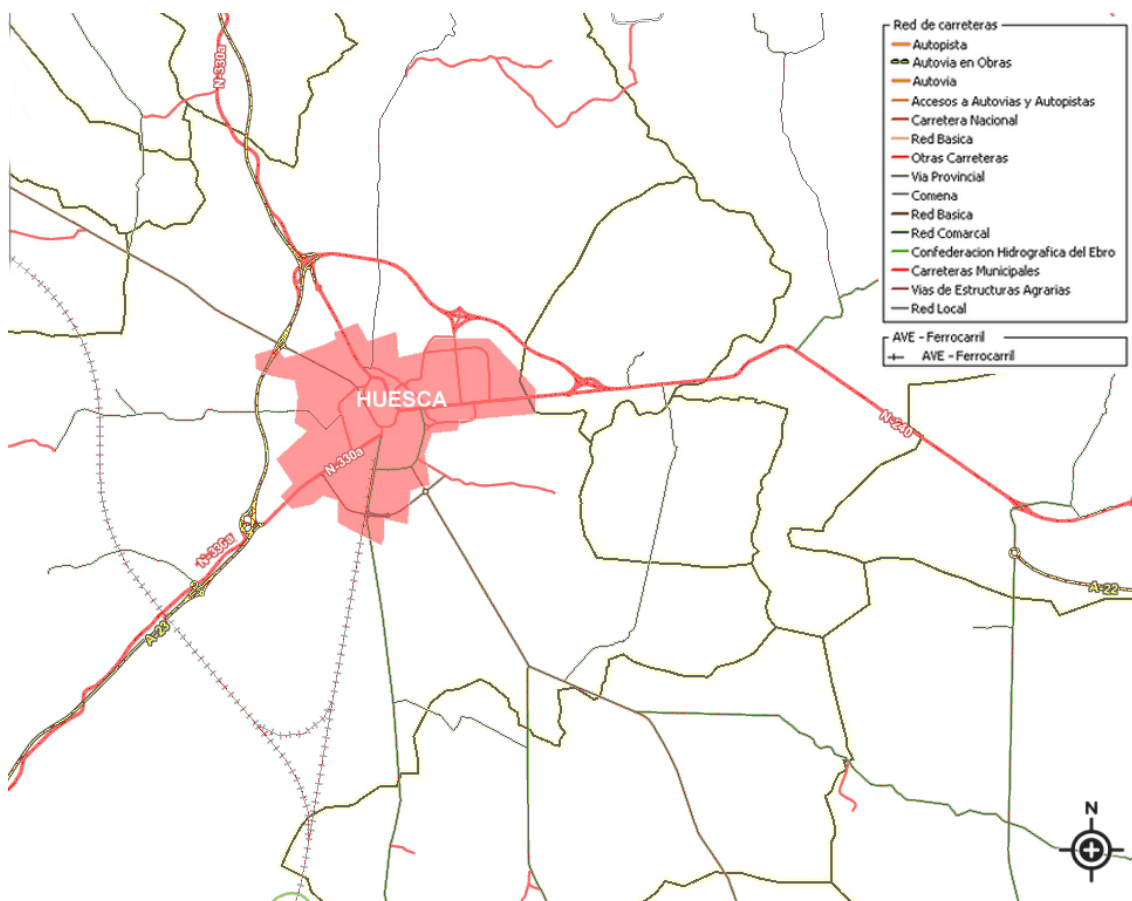 Red de carreteras
Autopista
Autovia en Obras
Autovia
Accesos a Autovias y Autopistas
Carretera Nacional
Red Basica
Otras Carreteras
Via Provincial
Comena
Red Basica
Red Comarcal
Confederacion Hidrografica del Ebro
Carreteras Municipales
Vias de Estructuras Agrarias
Red Local
AVE - Ferrocarril
AVE - Ferrocarril
N-330a
HUESCA
N-240
N-330a
N-330a
A-22
A-23
N